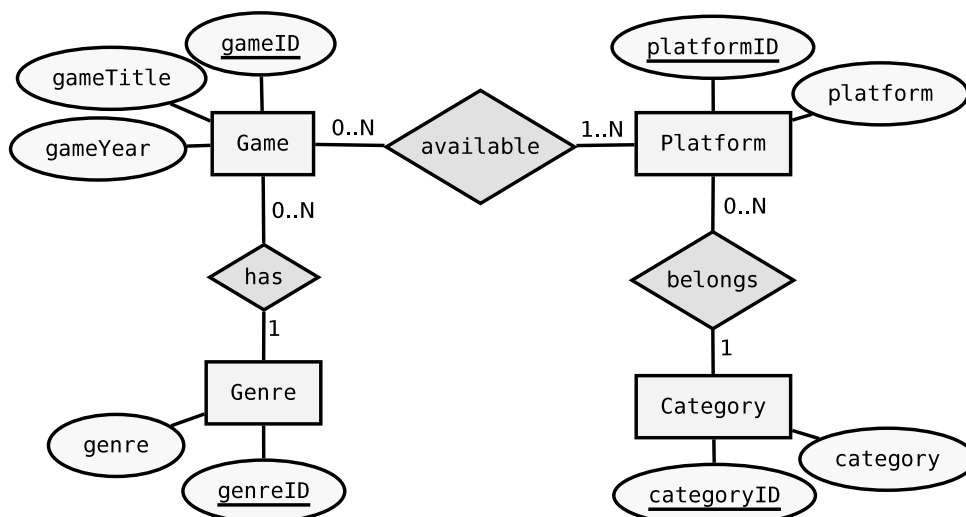 gameID
platformID
gameTitle
platform
gameYear
Game
0..N
available
1..N
Platform
0..N
0..N
has
belongs
1
1
Genre
Category
genre
category
genreID
categoryID